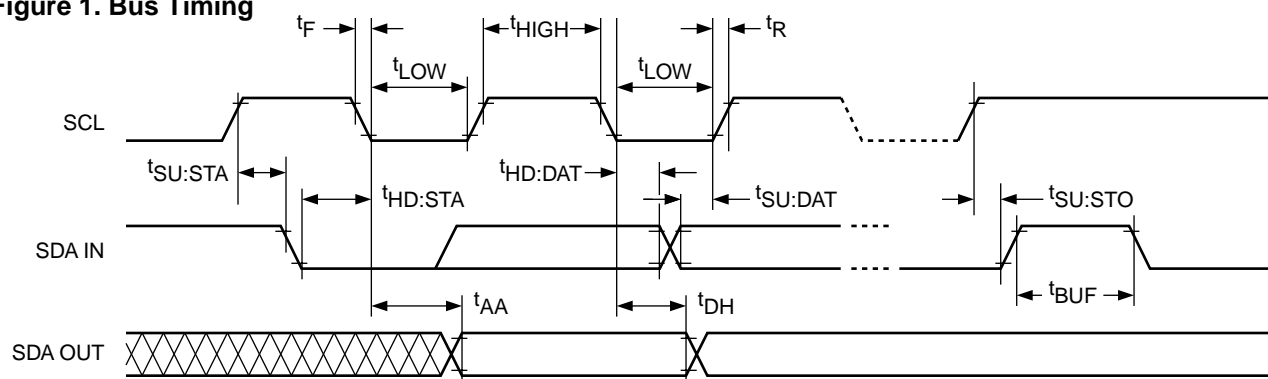 Figure 1. Bus Timing
tF
tHIGH
tR
tLOW
tLOW
SCL
tSU:STA
tHD:STA
tHD:DAT
tSU:DAT
tSU:STO
SDA IN
tBUF
tAA
tDH
SDA OUT